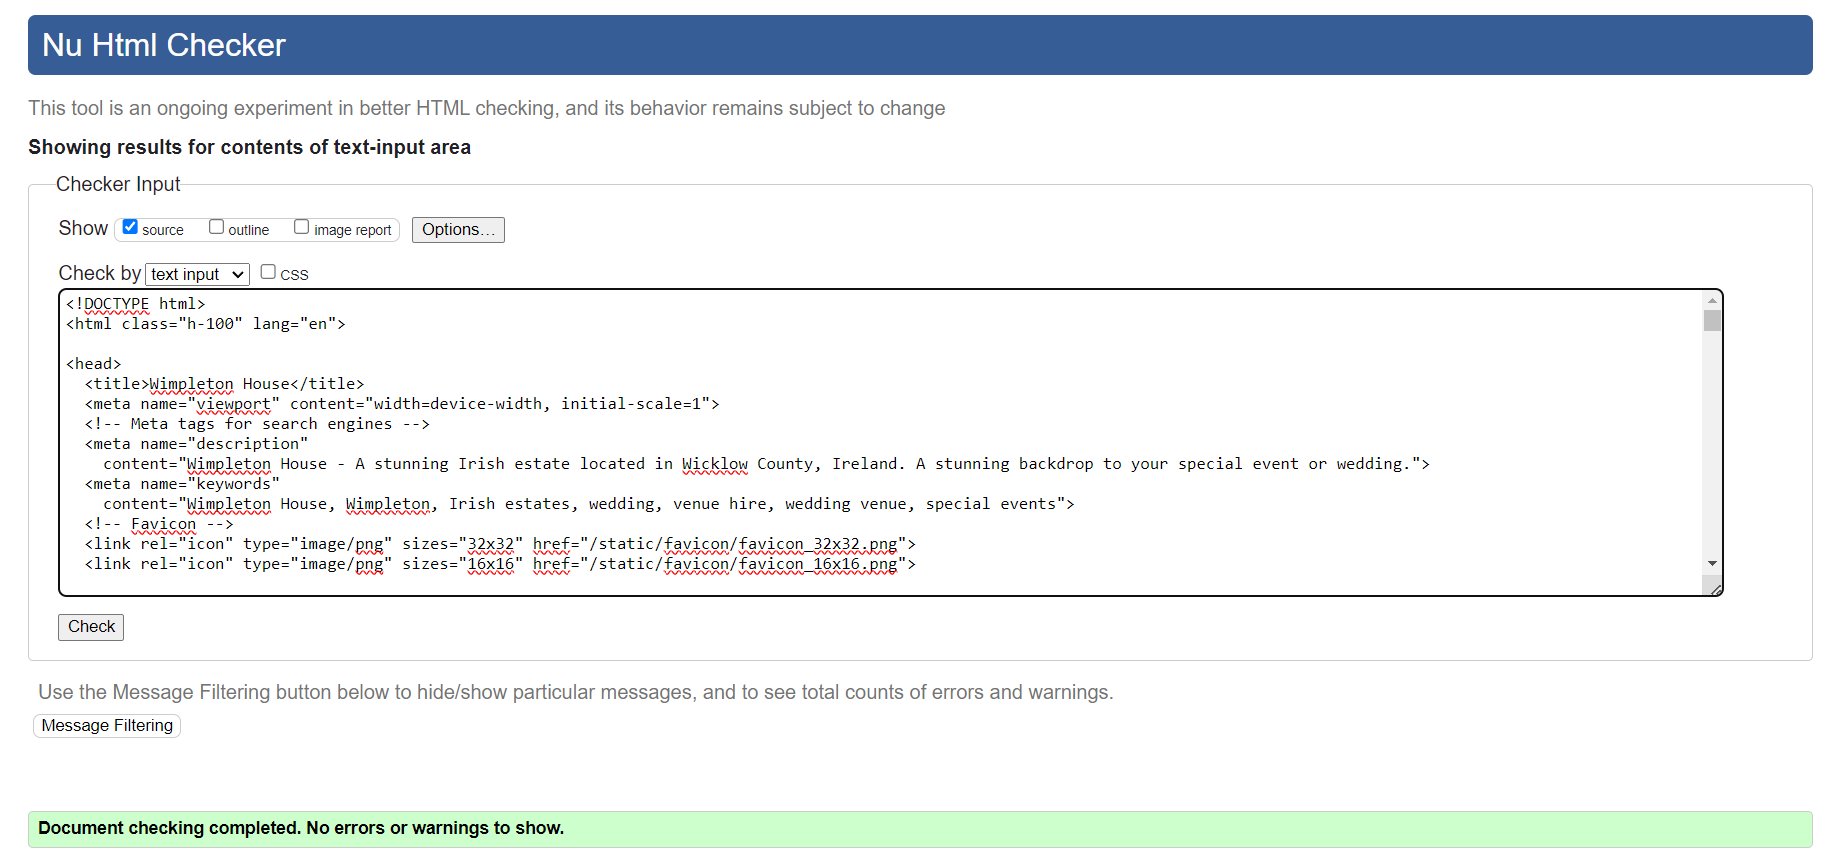 Nu Html Checker
This tool is an ongoing experiment in better HTML checking, and its behavior remains subject to change
Showing results for contents of text-input area
Checker Input
Show source outline image report Options...
Check by text input CSS
<!DOCTYPE html>
<html class="h-100" lang="en">
<head>
<title>Wimpleton House</title>
<meta name="viewport" content="width=device-width, initial-scale=1">
<!-- Meta tags for search engines -->
<meta name="description"
content="Wimpleton House - A stunning Irish estate located in Wicklow County, Ireland. A stunning backdrop to your special event or wedding.">
<meta name="keywords"
content="Wimpleton House, Wimpleton, Irish estates, wedding, venue hire, wedding venue, special events">
<!-- Favicon -->
<link rel="icon" type="image/png" sizes="32x32" href="/static/favicon/favicon_32x32.png">
<link rel="icon" type="image/png" sizes="16x16" href="/static/favicon/favicon_16x16.png">
Check
Use the Message Filtering button below to hide/show particular messages, and to see total counts of errors and warnings.
Message Filtering
Document checking completed. No errors or warnings to show.